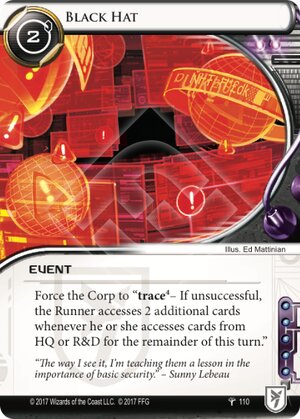 2
BLACK HAT
Illus. Ed Mattinian
EVENT
Force the Corp to “trace⁴– If unsuccessful,
the Runner accesses 2 additional cards
whenever he or she accesses cards from
HQ or R&D for the remainder of this turn.”
“The way I see it, I’m teaching them a lesson in the
importance of basic security.” – Sunny Lebeau
© 2017 Wizards of the Coast LLC. © 2017 FFG
110